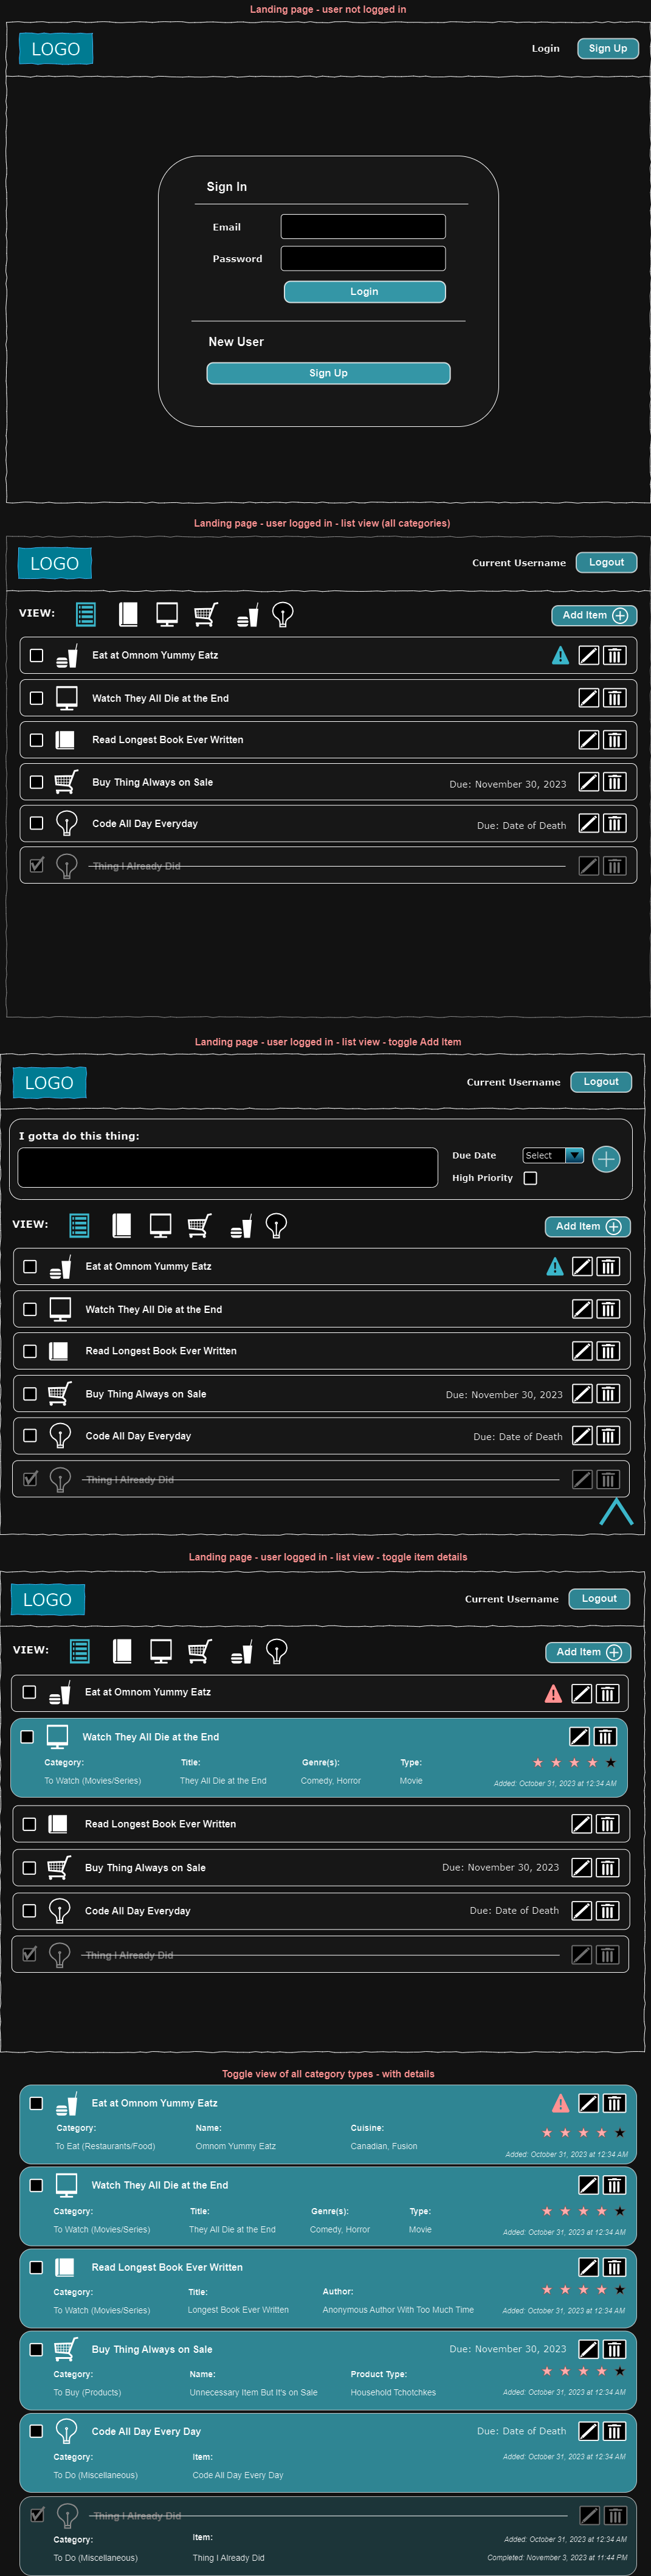 Landing page - user not logged in
LOGO
Login Sign Up
Sign In
Email
Password
Login
New User
Sign Up
Landing page - user logged in - list view (all categories)
LOGO
Current Username Logout
VIEW: Add Item
Eat at Omnom Yummy Eatz
Watch They All Die at the End
Read Longest Book Ever Written
Buy Thing Always on Sale Due: November 30, 2023
Code All Day Everyday Due: Date of Death
Thing I Already Did
Landing page - user logged in - list view - toggle Add Item
LOGO
Current Username Logout
I gotta do this thing:
Due Date Select
High Priority
VIEW: Add Item
Eat at Omnom Yummy Eatz
Watch They All Die at the End
Read Longest Book Ever Written
Buy Thing Always on Sale Due: November 30, 2023
Code All Day Everyday Due: Date of Death
Thing I Already Did
Landing page - user logged in - list view - toggle item details
LOGO
Current Username Logout
VIEW: Add Item
Eat at Omnom Yummy Eatz
Watch They All Die at the End
Category: Title: Genre(s): Type:
To Watch (Movies/Series) They All Die at the End Comedy, Horror Movie Added: October 31, 2023 at 12:34 AM
Read Longest Book Ever Written
Buy Thing Always on Sale Due: November 30, 2023
Code All Day Everyday Due: Date of Death
Thing I Already Did
Toggle view of all category types - with details
Eat at Omnom Yummy Eatz
Category: Name: Cuisine:
To Eat (Restaurants/Food) Omnom Yummy Eatz Canadian, Fusion
Added: October 31, 2023 at 12:34 AM
Watch They All Die at the End
Category: Title: Genre(s): Type:
To Watch (Movies/Series) They All Die at the End Comedy, Horror Movie Added: October 31, 2023 at 12:34 AM
Read Longest Book Ever Written
Category: Title: Author:
To Watch (Movies/Series) Longest Book Ever Written Anonymous Author With Too Much Time Added: October 31, 2023 at 12:34 AM
Buy Thing Always on Sale Due: November 30, 2023
Category: Name: Product Type:
To Buy (Products) Unnecessary Item But It's on Sale Household Tchotchkes Added: October 31, 2023 at 12:34 AM
Code All Day Every Day Due: Date of Death
Category: Item: Added: October 31, 2023 at 12:34 AM
To Do (Miscellaneous) Code All Day Every Day
Thing I Already Did
Category: Item: Added: October 31, 2023 at 12:34 AM
To Do (Miscellaneous) Thing I Already Did Completed: November 3, 2023 at 11:44 PM